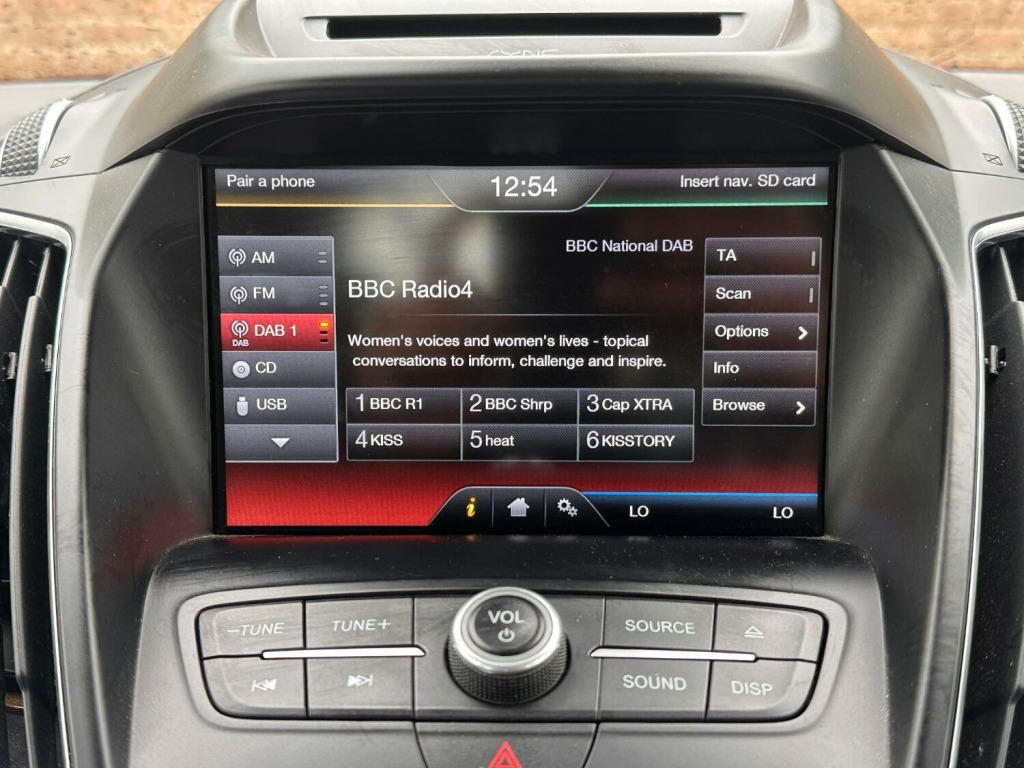 SYNC
Pair a phone
12:54
Insert nav. SD card
BBC National DAB
AM
FM
DAB 1
DAB
CD
USB
BBC Radio4
Women's voices and women's lives - topical
conversations to inform, challenge and inspire.
1 BBC R1
2 BBC Shrp
3 Cap XTRA
4 KISS
5 heat
6 KISSTORY
TA
Scan
Options
Info
Browse
i
LO
LO
–TUNE
TUNE+
VOL
SOURCE
SOUND
DISP